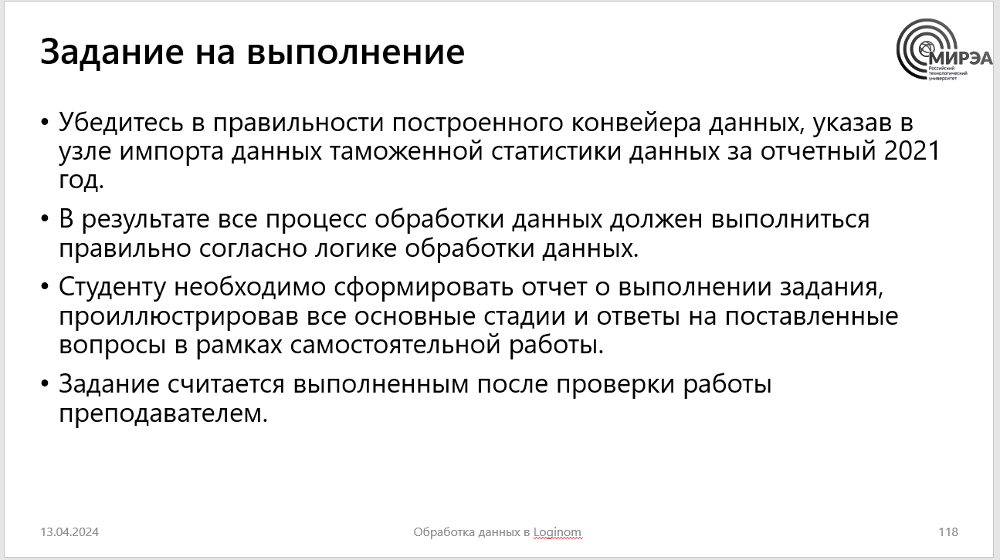 Задание на выполнение
МИРЭА
Российский
технологический
университет
• Убедитесь в правильности построенного конвейера данных, указав в
узле импорта данных таможенной статистики данных за отчетный 2021
год.
• В результате все процесс обработки данных должен выполниться
правильно согласно логике обработки данных.
• Студенту необходимо сформировать отчет о выполнении задания,
проиллюстрировав все основные стадии и ответы на поставленные
вопросы в рамках самостоятельной работы.
• Задание считается выполненным после проверки работы
преподавателем.
13.04.2024
Обработка данных в Loginom
118